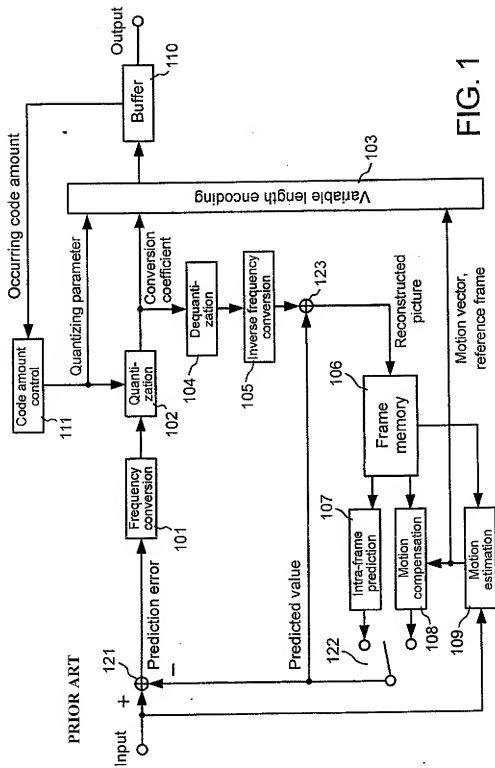 PRIOR ART
FIG. 1
Input
+
121
−
Prediction error
Frequency conversion
101
Quanti-
zation
102
Code amount
control
111
Occurring code amount
Quantizing parameter
Conversion
coefficient
Buffer
110
Output
Variable length encoding
103
Dequanti-
zation
104
Inverse frequency
conversion
105
123
Reconstructed
picture
Predicted value
106
Frame
memory
107
Intra-frame
prediction
122
Motion
compensation
108
Motion
estimation
109
Motion vector,
reference frame